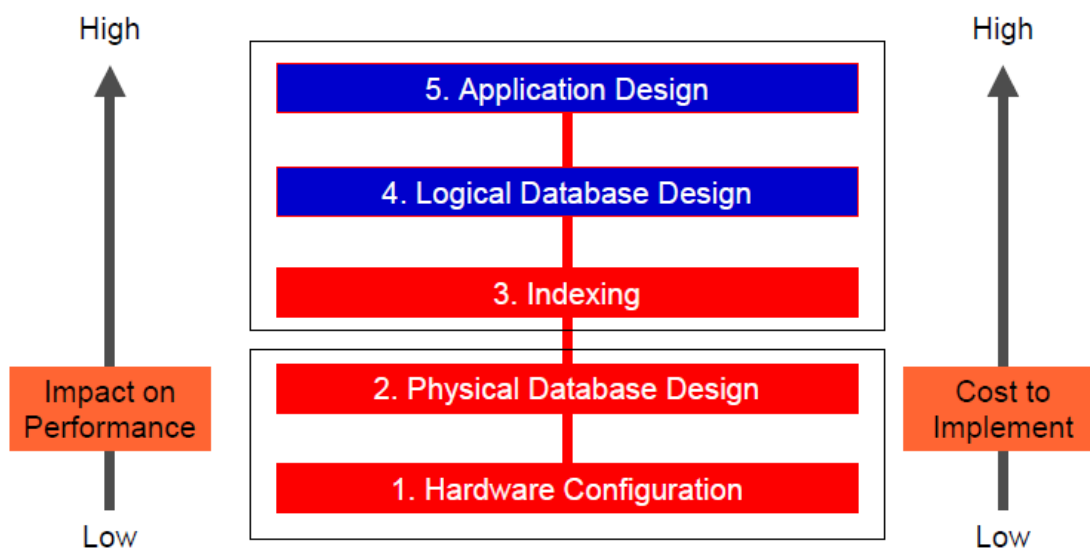 High
High
5. Application Design
4. Logical Database Design
3. Indexing
Impact on
Performance
2. Physical Database Design
Cost to
Implement
1. Hardware Configuration
Low
Low